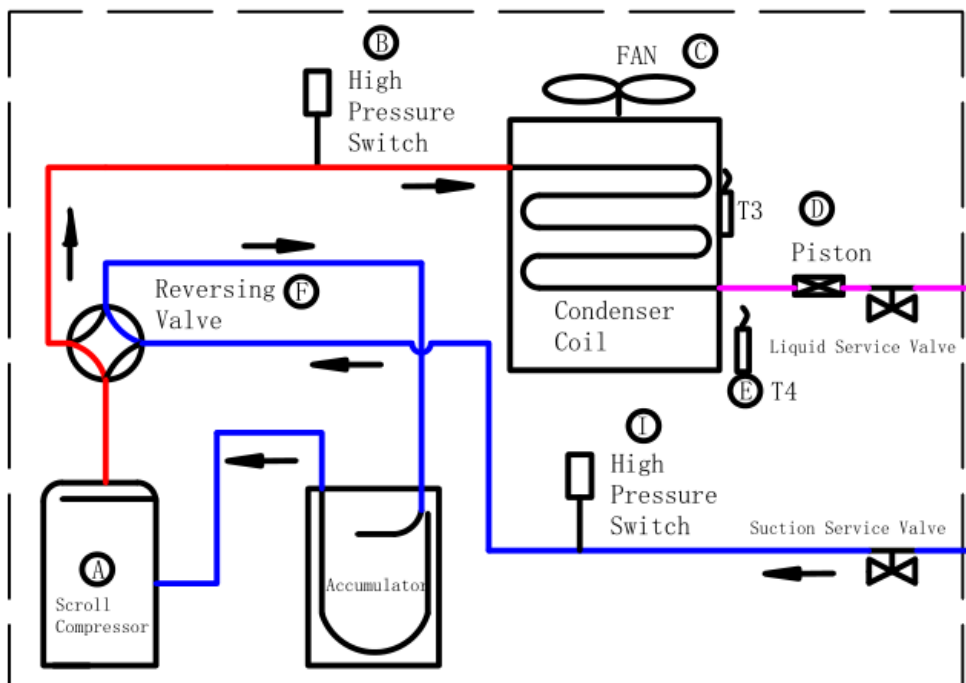 B
High
Pressure
Switch
FAN
C
T3
D
Piston
Reversing
Valve
F
Condenser
Coil
Liquid Service Valve
E
T4
I
High
Pressure
Switch
Suction Service Valve
A
Scroll
Compressor
Accumulator